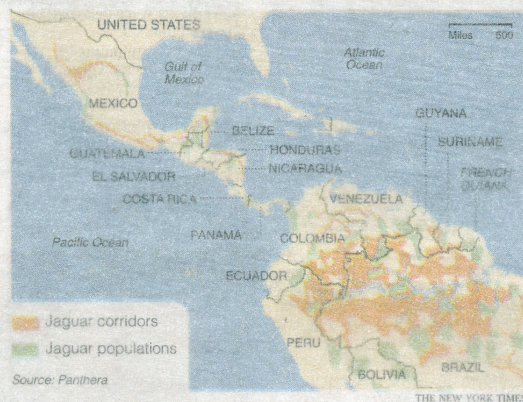 UNITED STATES
Miles 500
Atlantic
Ocean
Gulf of
Mexico
MEXICO
GUYANA
BELIZE
SURINAME
GUATEMALA
HONDURAS
NICARAGUA
FRENCH
GUIANA
EL SALVADOR
COSTA RICA
VENEZUELA
PANAMA
COLOMBIA
Pacific Ocean
ECUADOR
Jaguar corridors
Jaguar populations
PERU
BRAZIL
BOLIVIA
Source: Panthera
THE NEW YORK TIMES